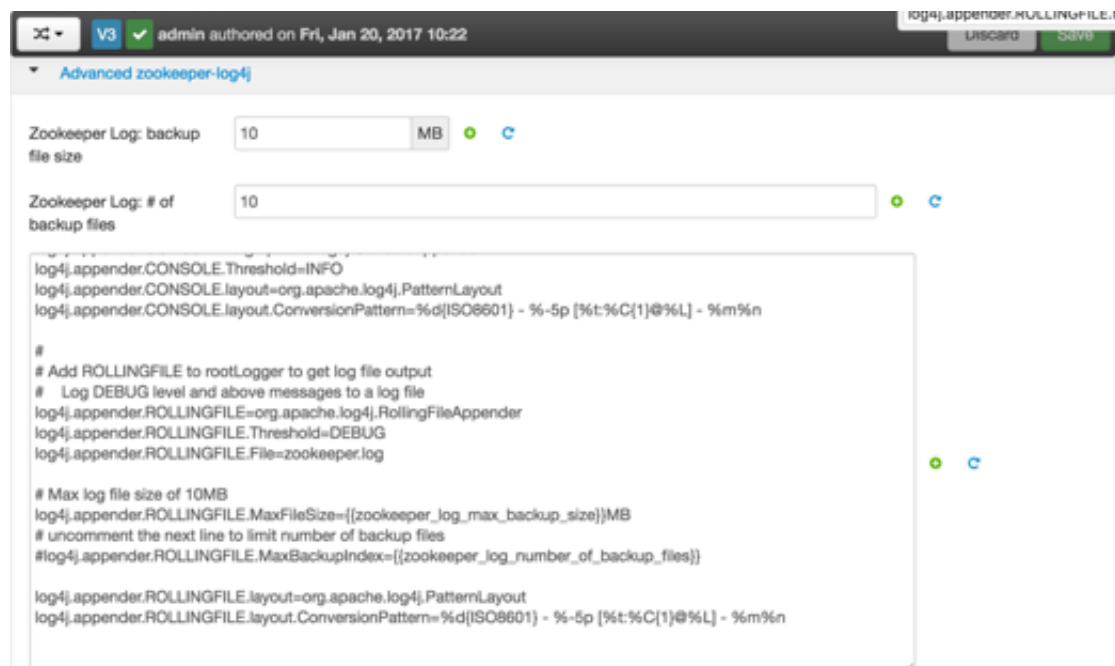 log4j.appender.ROLLINGFILE.
V3 admin authored on Fri, Jan 20, 2017 10:22
Discard Save
Advanced zookeeper-log4j
Zookeeper Log: backup file size
10 MB
Zookeeper Log: # of backup files
10
log4j.appender.CONSOLE.Threshold=INFO
log4j.appender.CONSOLE.layout=org.apache.log4j.PatternLayout
log4j.appender.CONSOLE.layout.ConversionPattern=%d{ISO8601} - %-5p [%t:%C{1}@%L] - %m%n
#
# Add ROLLINGFILE to rootLogger to get log file output
#    Log DEBUG level and above messages to a log file
log4j.appender.ROLLINGFILE=org.apache.log4j.RollingFileAppender
log4j.appender.ROLLINGFILE.Threshold=DEBUG
log4j.appender.ROLLINGFILE.File=zookeeper.log
# Max log file size of 10MB
log4j.appender.ROLLINGFILE.MaxFileSize={{zookeeper_log_max_backup_size}}MB
# uncomment the next line to limit number of backup files
#log4j.appender.ROLLINGFILE.MaxBackupIndex={{zookeeper_log_number_of_backup_files}}
log4j.appender.ROLLINGFILE.layout=org.apache.log4j.PatternLayout
log4j.appender.ROLLINGFILE.layout.ConversionPattern=%d{ISO8601} - %-5p [%t:%C{1}@%L] - %m%n